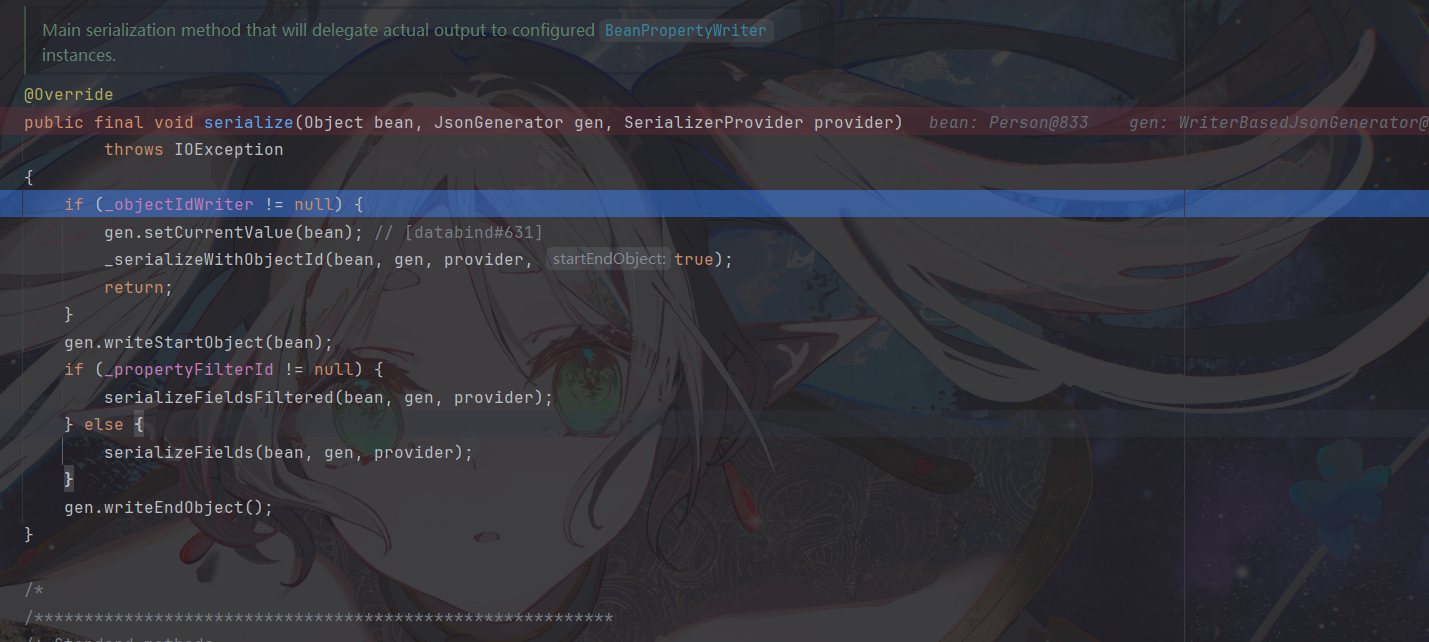 Main serialization method that will delegate actual output to configured BeanPropertyWriter
instances.
@Override
public final void serialize(Object bean, JsonGenerator gen, SerializerProvider provider)   bean: Person@833    gen: WriterBasedJsonGenerator@
        throws IOException
{
    if (_objectIdWriter != null) {
        gen.setCurrentValue(bean); // [databind#631]
        _serializeWithObjectId(bean, gen, provider, startEndObject: true);
        return;
    }
    gen.writeStartObject(bean);
    if (_propertyFilterId != null) {
        serializeFieldsFiltered(bean, gen, provider);
    } else {
        serializeFields(bean, gen, provider);
    }
    gen.writeEndObject();
}
/*
/**********************************************************
/* Standard methods